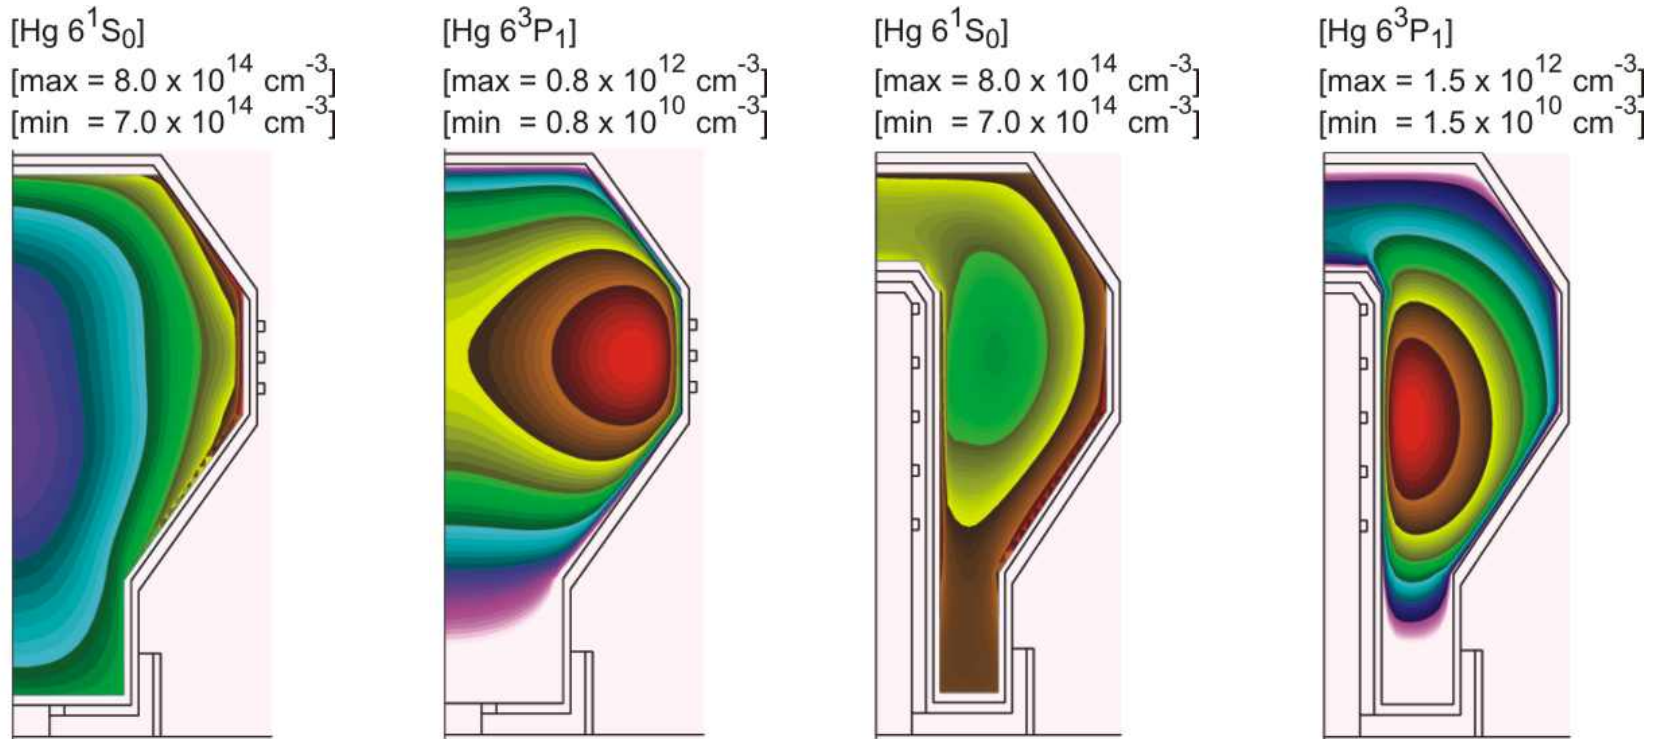 [Hg 6¹S₀]
[max = 8.0 x 10¹⁴ cm⁻³]
[min = 7.0 x 10¹⁴ cm⁻³]
[Hg 6³P₁]
[max = 0.8 x 10¹² cm⁻³]
[min = 0.8 x 10¹⁰ cm⁻³]
[Hg 6¹S₀]
[max = 8.0 x 10¹⁴ cm⁻³]
[min = 7.0 x 10¹⁴ cm⁻³]
[Hg 6³P₁]
[max = 1.5 x 10¹² cm⁻³]
[min = 1.5 x 10¹⁰ cm⁻³]